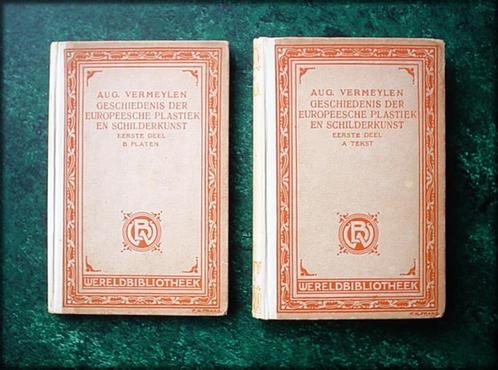 AUG. VERMEYLEN
GESCHIEDENIS DER
EUROPEESCHE PLASTIEK
EN SCHILDERKUNST
EERSTE DEEL
B PLATEN
WERELDBIBLIOTHEEK
AUG. VERMEYLEN
GESCHIEDENIS DER
EUROPEESCHE PLASTIEK
EN SCHILDERKUNST
EERSTE DEEL
A TEKST
WERELDBIBLIOTHEEK